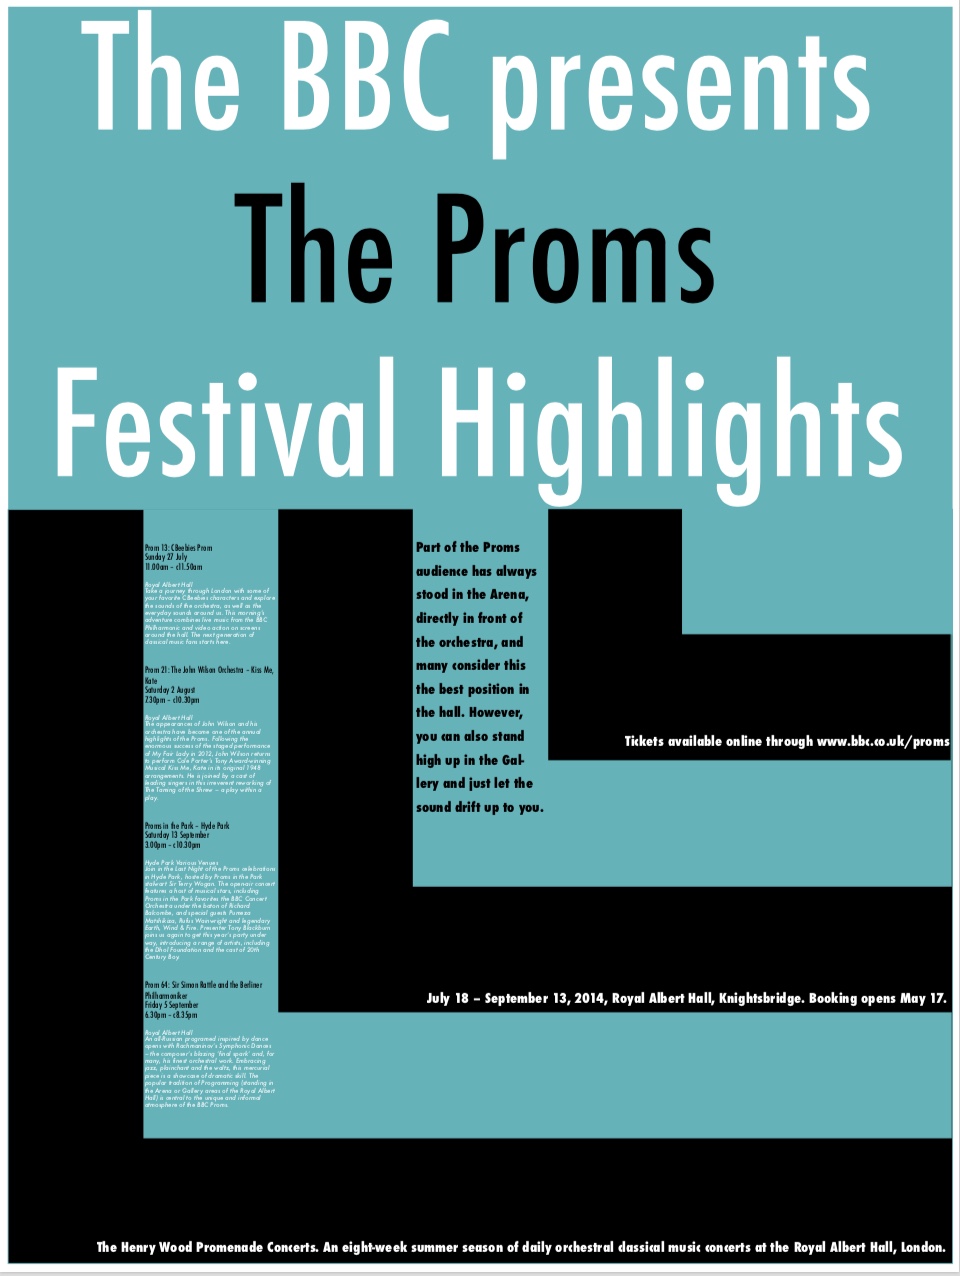 The BBC presents
The Proms
Festival Highlights
Prom 13: CBeebies Prom
Sunday 27 July
11.00am – c11.50am
Royal Albert Hall
Take a journey through London with some of
your favorite CBeebies characters and explore
the sounds of the orchestra, as well as the
everyday sounds around us. This morning's
adventure combines live music from the BBC
Philharmonic and video action on screens
around the hall. The next generation of
classical music fans starts here.
Prom 21: The John Wilson Orchestra – Kiss Me,
Kate
Saturday 2 August
7.30pm – c10.30pm
Royal Albert Hall
The appearances of John Wilson and his
orchestra have become one of the annual
highlights of the Proms. Following the
enormous success of the staged performance
of My Fair Lady in 2012, John Wilson returns
to perform Cole Porter's Tony Award-winning
Musical Kiss Me, Kate in its original 1948
arrangements. He is joined by a cast of
leading singers in this irreverent reworking of
The Taming of the Shrew — a play within a
play.
Proms in the Park – Hyde Park
Saturday 13 September
3.00pm – c10.30pm
Hyde Park Various Venues
Join in the Last Night of the Proms celebrations
in Hyde Park, hosted by Proms in the Park
stalwart Sir Terry Wogan. The open-air concert
features a host of musical stars, including
Proms in the Park favorites the BBC Concert
Orchestra under the baton of Richard
Balcombe, and special guests Pumeza
Matshikiza, Rufus Wainwright and legendary
Earth, Wind & Fire. Presenter Tony Blackburn
joins us again to get this year's party under
way, introducing a range of artists, including
the Dhol Foundation and the cast of 20th
Century Boy.
Prom 64: Sir Simon Rattle and the Berliner
Philharmoniker
Friday 5 September
6.30pm – c8.35pm
Royal Albert Hall
An all-Russian programed inspired by dance
opens with Rachmaninov's Symphonic Dances
– the composer's blazing 'final spark' and, for
many, his finest orchestral work. Embracing
jazz, plainchant and the waltz, this mercurial
piece is a showcase of dramatic skill. The
popular tradition of Programming (standing in
the Arena or Gallery areas of the Royal Albert
Hall) is central to the unique and informal
atmosphere of the BBC Proms.
Part of the Proms
audience has always
stood in the Arena,
directly in front of
the orchestra, and
many consider this
the best position in
the hall. However,
you can also stand
high up in the Gal-
lery and just let the
sound drift up to you.
Tickets available online through www.bbc.co.uk/proms
July 18 – September 13, 2014, Royal Albert Hall, Knightsbridge. Booking opens May 17.
The Henry Wood Promenade Concerts. An eight-week summer season of daily orchestral classical music concerts at the Royal Albert Hall, London.